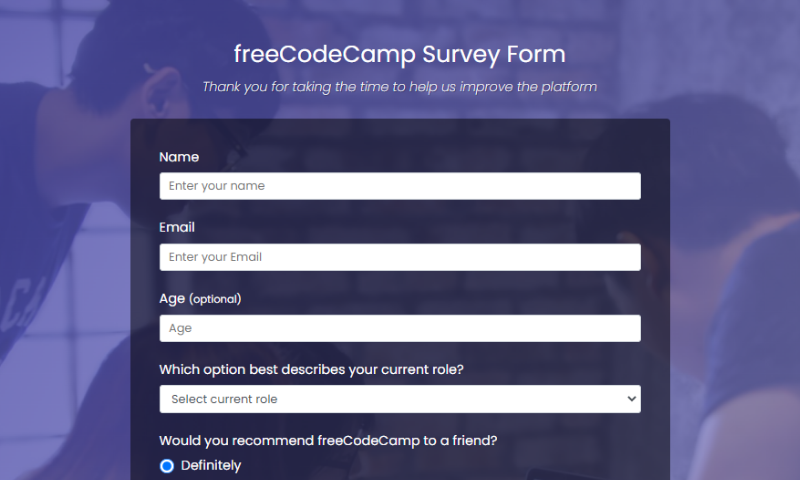 freeCodeCamp Survey Form
Thank you for taking the time to help us improve the platform
Name
Enter your name
Email
Enter your Email
Age (optional)
Age
Which option best describes your current role?
Select current role
Would you recommend freeCodeCamp to a friend?
Definitely